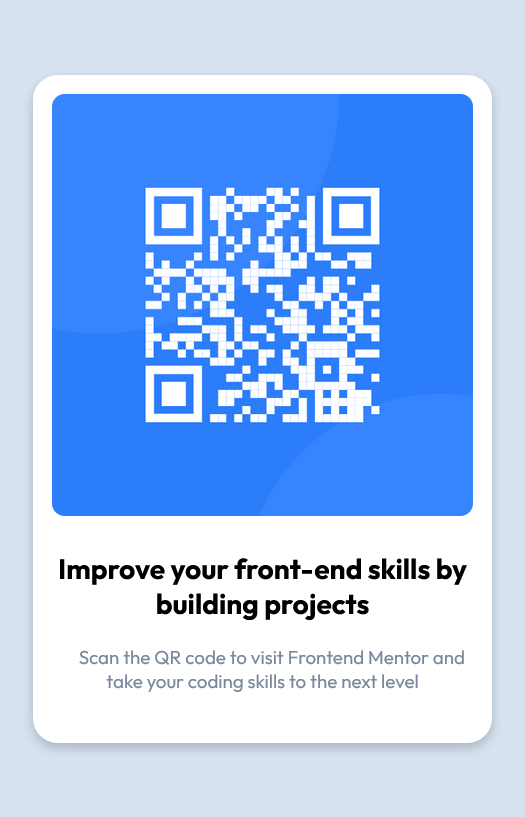 Improve your front-end skills by
building projects
Scan the QR code to visit Frontend Mentor and
take your coding skills to the next level